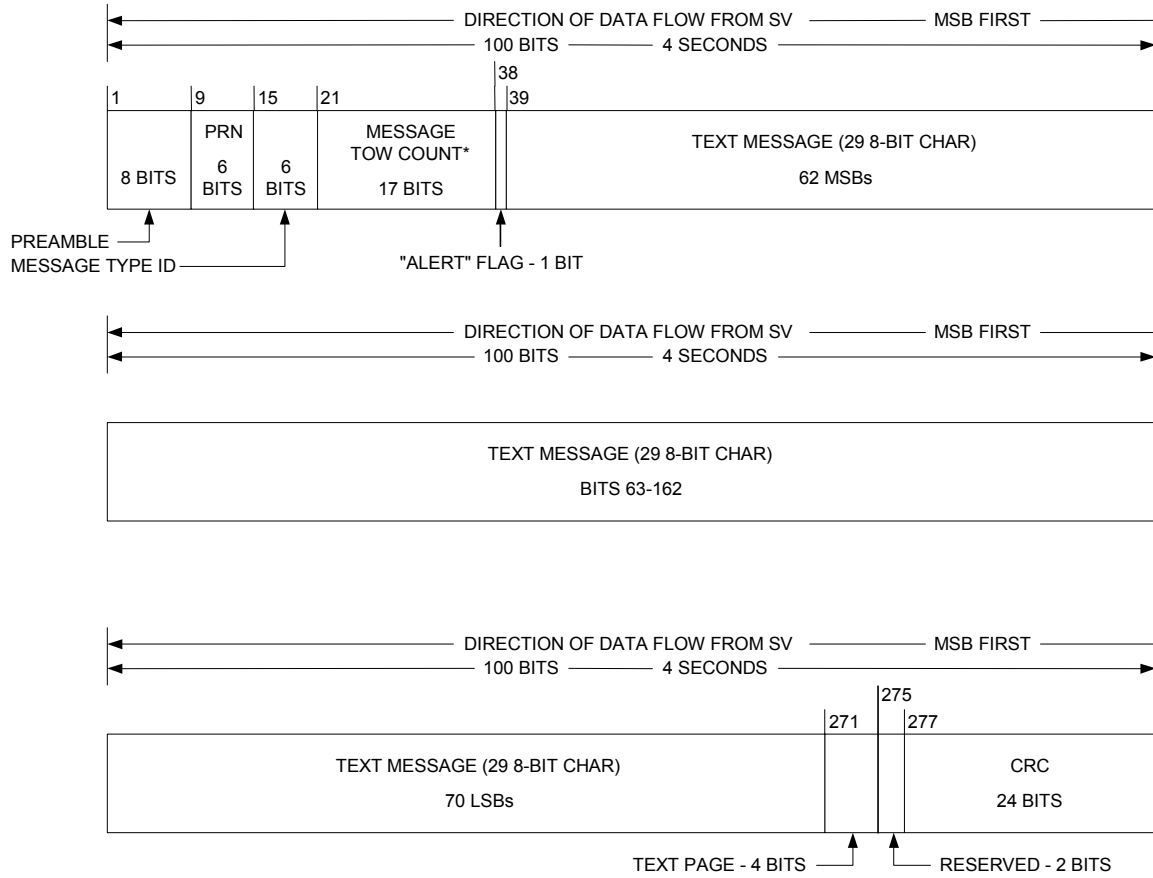 DIRECTION OF DATA FLOW FROM SV MSB FIRST
100 BITS 4 SECONDS
38
1 9 15 21 39
PRN MESSAGE
TOW COUNT* TEXT MESSAGE (29 8-BIT CHAR)
8 BITS 6 BITS 6 BITS 17 BITS 62 MSBs
PREAMBLE
MESSAGE TYPE ID "ALERT" FLAG - 1 BIT
DIRECTION OF DATA FLOW FROM SV MSB FIRST
100 BITS 4 SECONDS
TEXT MESSAGE (29 8-BIT CHAR)
BITS 63-162
DIRECTION OF DATA FLOW FROM SV MSB FIRST
100 BITS 4 SECONDS
275
271 277
TEXT MESSAGE (29 8-BIT CHAR) CRC
70 LSBs 24 BITS
TEXT PAGE - 4 BITS RESERVED - 2 BITS